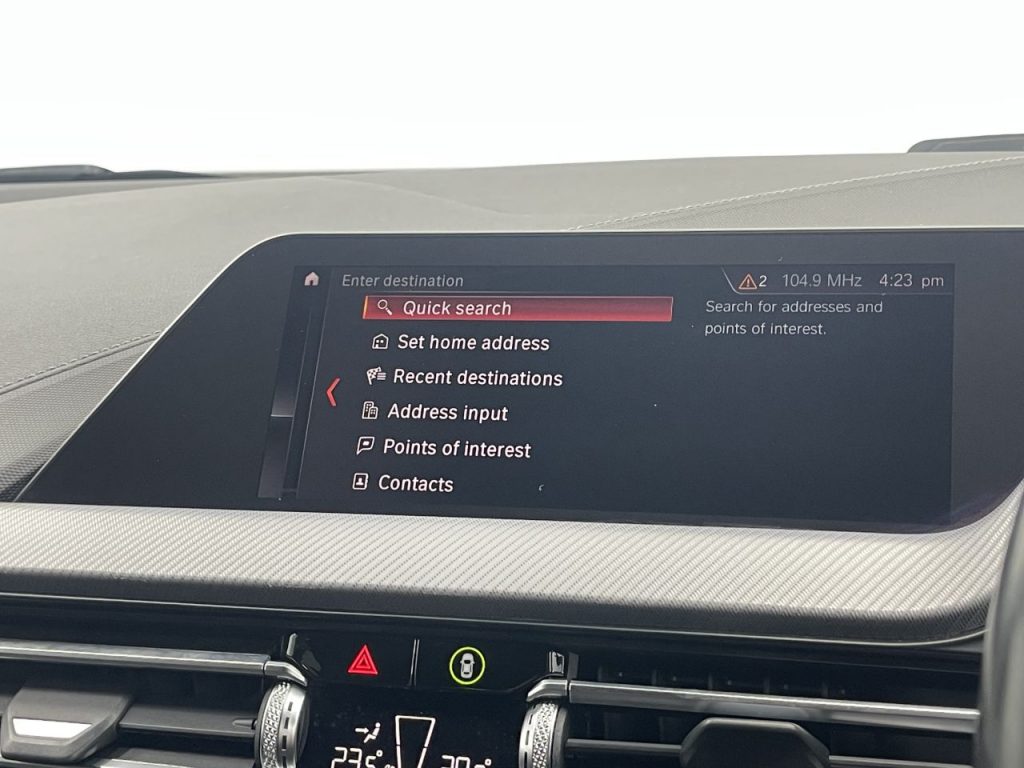 Enter destination
2 104.9 MHz 4:23 pm
Quick search
Search for addresses and
points of interest.
Set home address
Recent destinations
Address input
Points of interest
Contacts